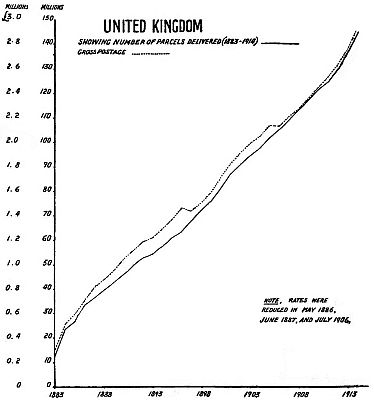 MILLIONS MILLIONS
£3.0 150
UNITED KINGDOM
SHOWING NUMBER OF PARCELS DELIVERED (1883-1914)
GROSS POSTAGE
2.8 140
2.6 130
2.4 120
2.2 110
2.0 100
1.8 90
1.6 80
1.4 70
1.2 60
1.0 50
0.8 40
0.6 30
0.4 20
0.2 10
0 0
NOTE, RATES WERE
REDUCED IN MAY 1886,
JUNE 1887, AND JULY 1906,
1883 1888 1893 1898 1903 1908 1913